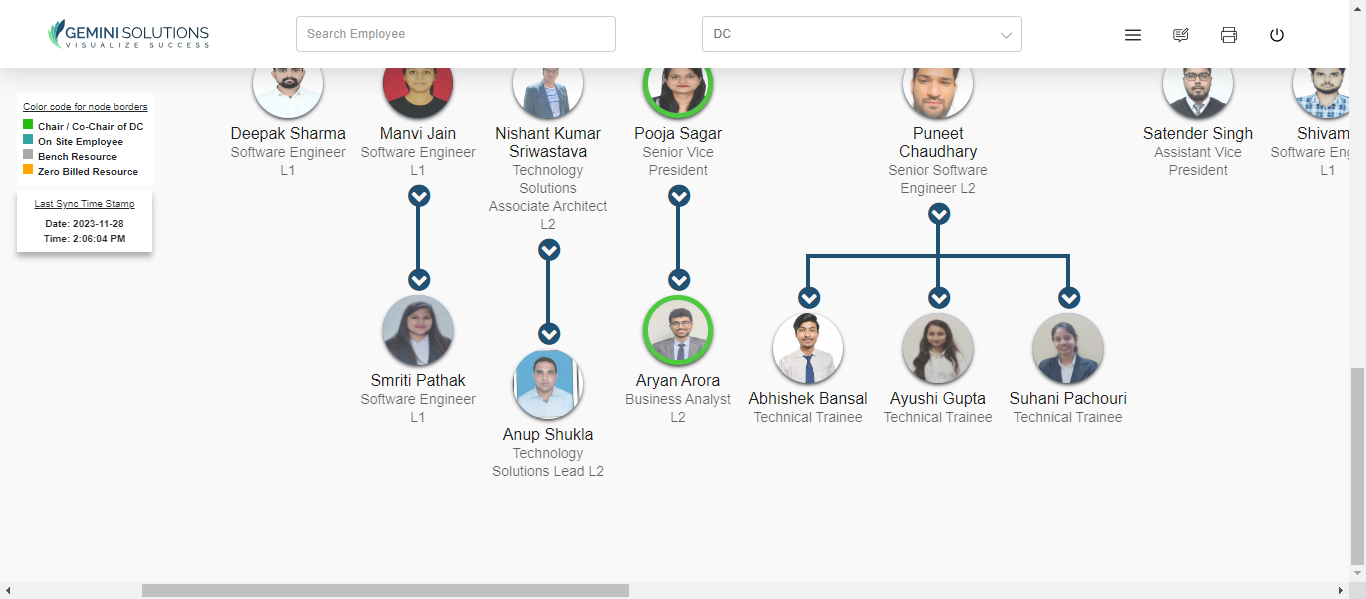 GEMINI SOLUTIONS
VISUALIZE SUCCESS
Search Employee
DC
Color code for node borders
Chair / Co-Chair of DC
On Site Employee
Bench Resource
Zero Billed Resource
Last Sync Time Stamp
Date: 2023-11-28
Time: 2:06:04 PM
Deepak Sharma
Software Engineer
L1
Manvi Jain
Software Engineer
L1
Nishant Kumar
Sriwastava
Technology
Solutions
Associate Architect
L2
Pooja Sagar
Senior Vice
President
Puneet
Chaudhary
Senior Software
Engineer L2
Satender Singh
Assistant Vice
President
Shivam
Software Eng
L1
Smriti Pathak
Software Engineer
L1
Anup Shukla
Technology
Solutions Lead L2
Aryan Arora
Business Analyst
L2
Abhishek Bansal
Technical Trainee
Ayushi Gupta
Technical Trainee
Suhani Pachouri
Technical Trainee